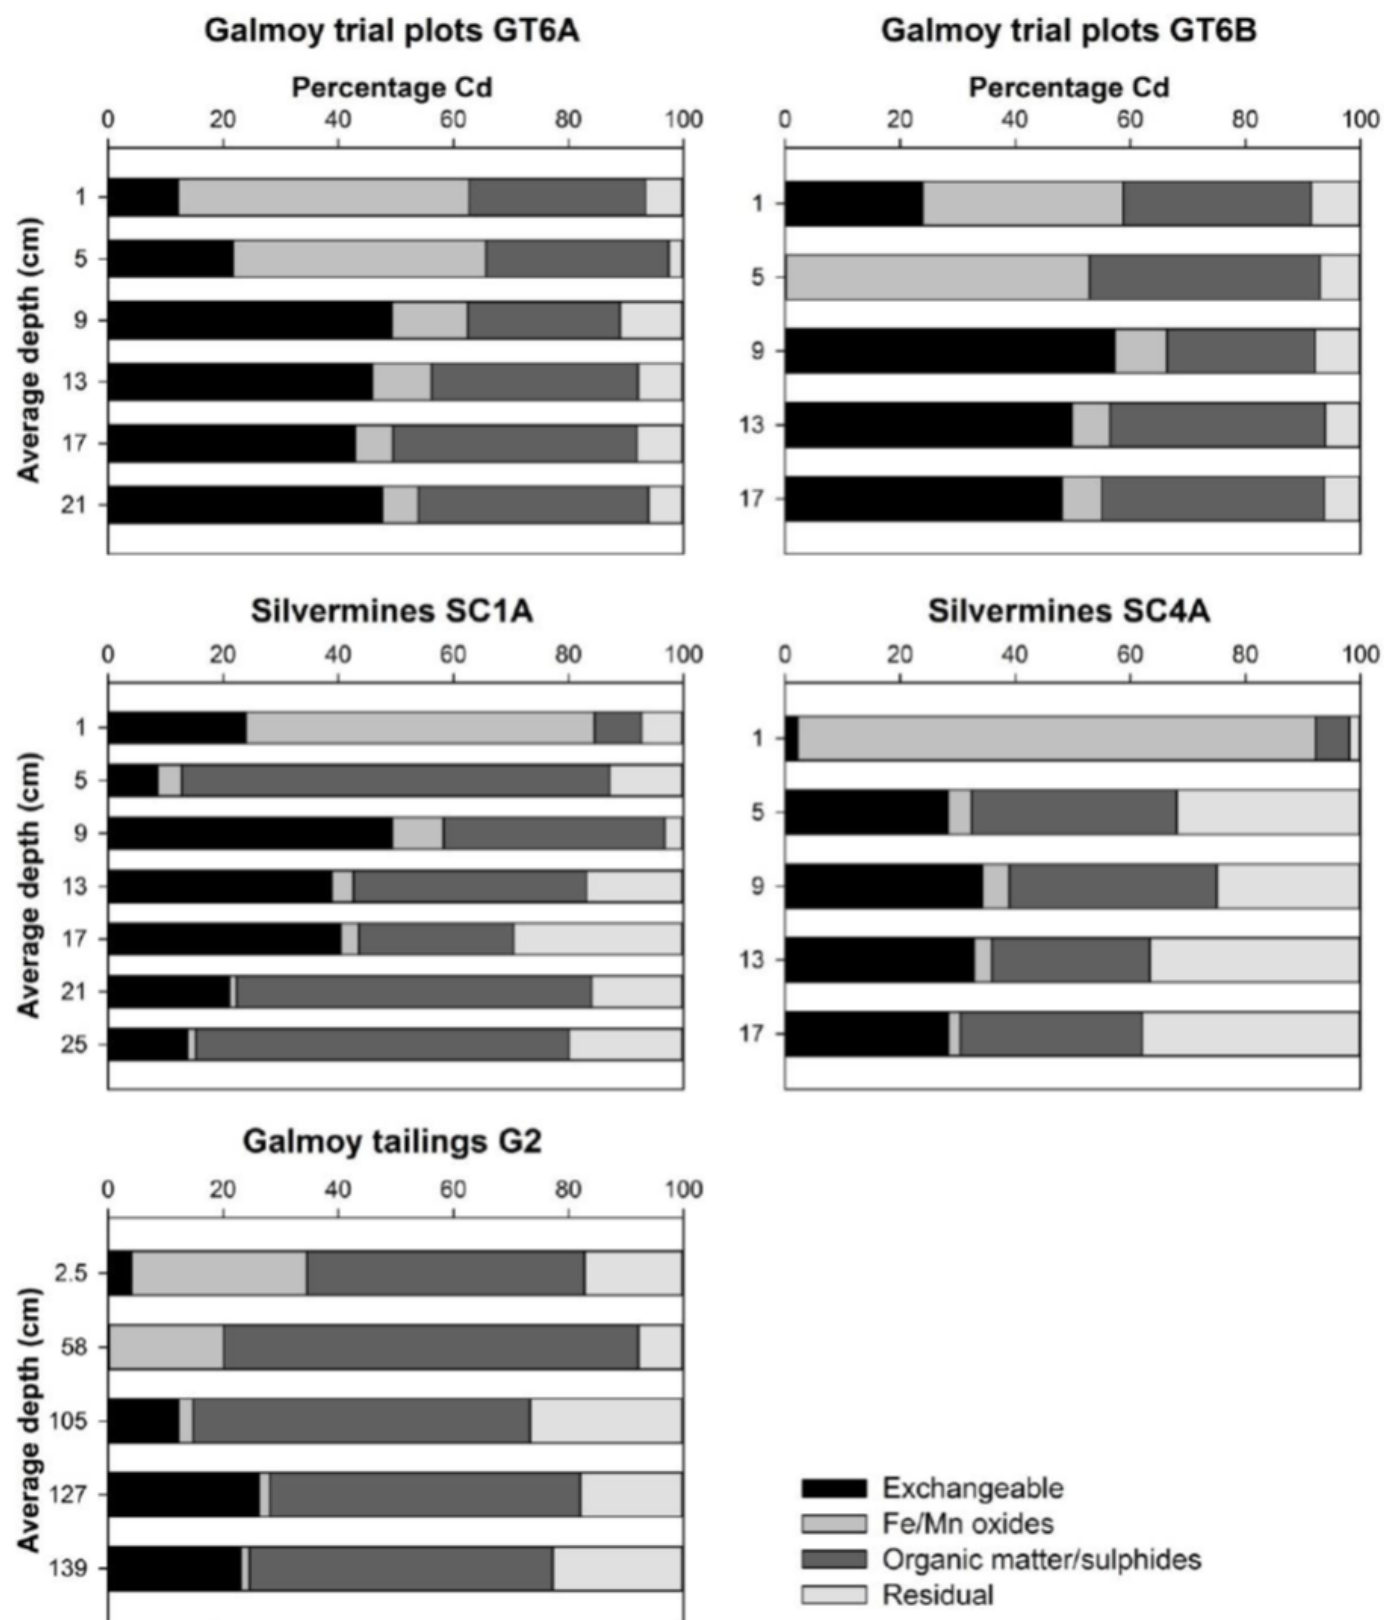 Galmoy trial plots GT6A
Percentage Cd
0 20 40 60 80 100
Average depth (cm)
1
5
9
13
17
21
Galmoy trial plots GT6B
Percentage Cd
0 20 40 60 80 100
1
5
9
13
17
Silvermines SC1A
0 20 40 60 80 100
Average depth (cm)
1
5
9
13
17
21
25
Silvermines SC4A
0 20 40 60 80 100
1
5
9
13
17
Galmoy tailings G2
0 20 40 60 80 100
Average depth (cm)
2.5
58
105
127
139
Exchangeable
Fe/Mn oxides
Organic matter/sulphides
Residual